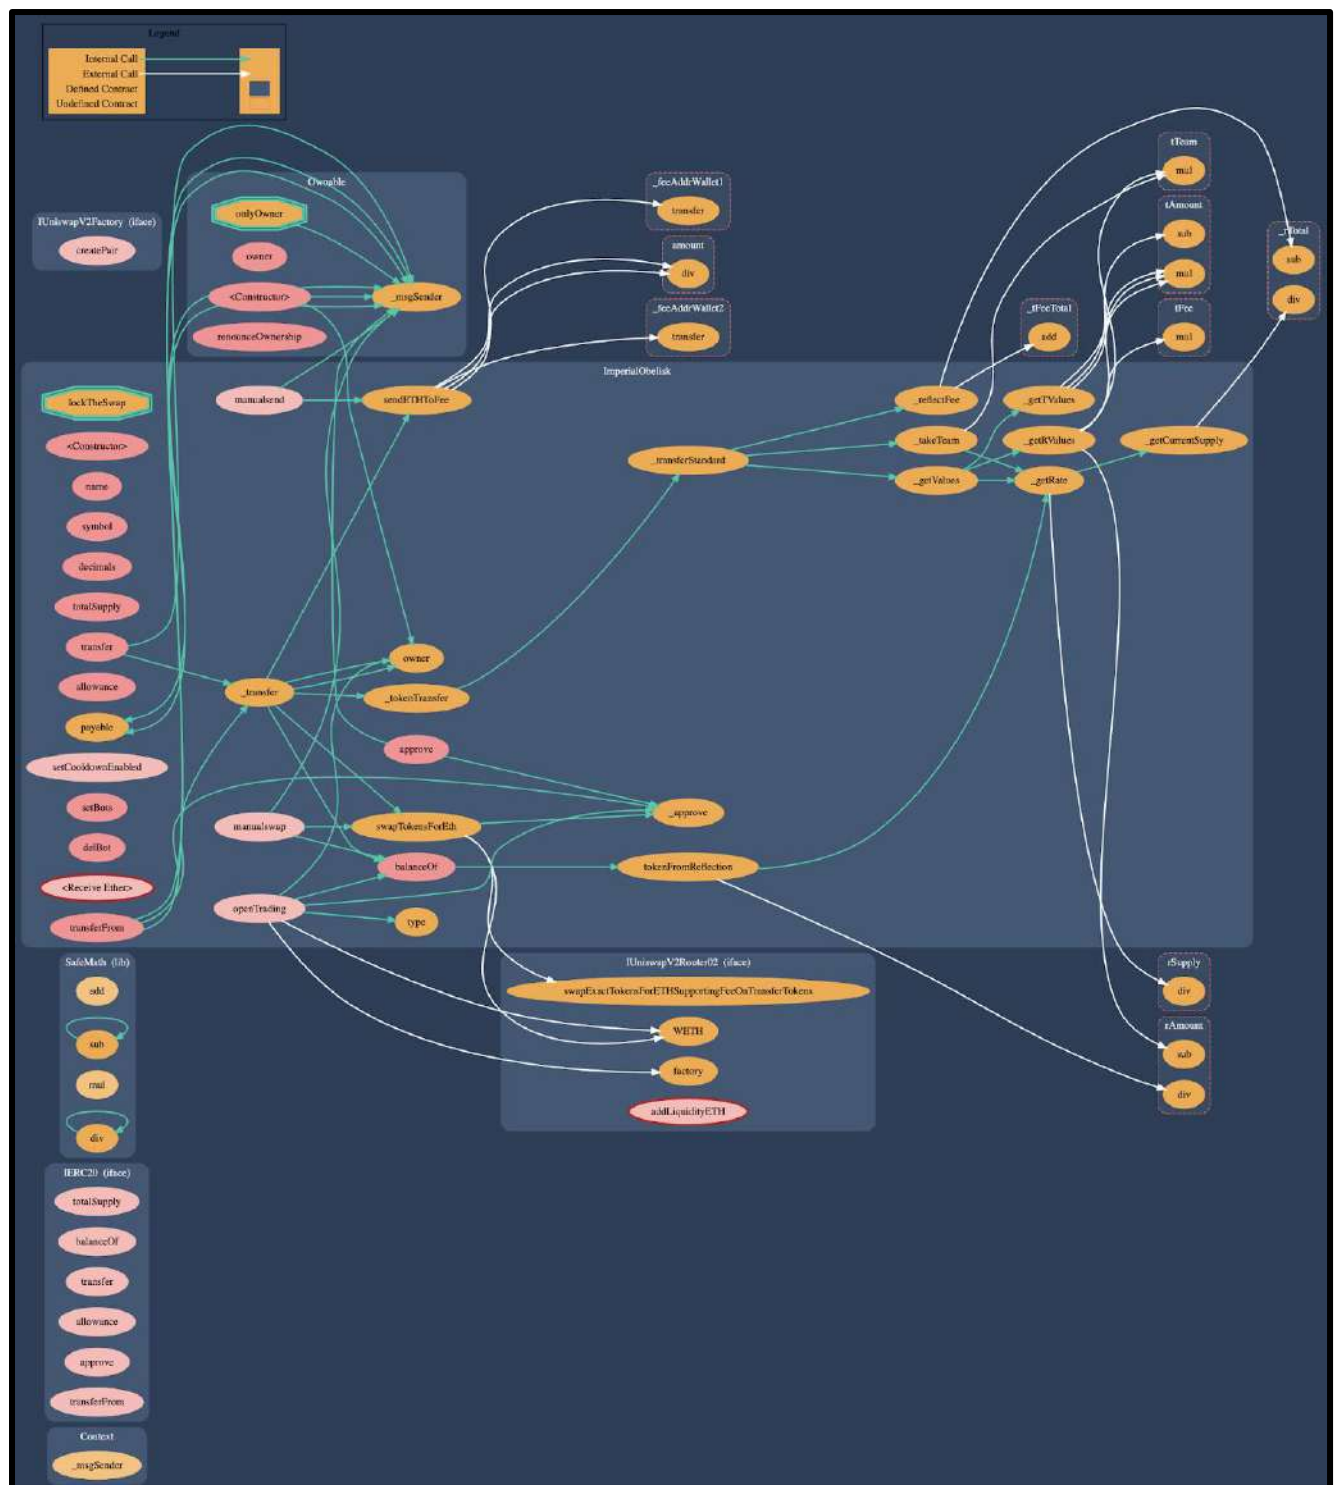 Legend
Internal Call
External Call
Defined Contract
Undefined Contract
IUniswapV2Factory (iface)
createPair
Ownable
onlyOwner
owner
<Constructor>
_msgSender
renounceOwnership
_feeAddrWallet1
transfer
amount
div
_feeAddrWallet2
transfer
tTeam
mul
tAmount
sub
mul
tFee
mul
_rTotal
sub
div
_tFeeTotal
add
ImperialObelisk
lockTheSwap
<Constructor>
name
symbol
decimals
totalSupply
transfer
allowance
payable
setCooldownEnabled
setBots
delBot
<Receive Ether>
transferFrom
manualsend
sendETHToFee
_transfer
owner
_tokenTransfer
approve
manualswap
swapTokensForEth
balanceOf
openTrading
type
_transferStandard
_approve
tokenFromReflection
_reflectFee
_takeTeam
_getValues
_getTValues
_getRValues
_getRate
_getCurrentSupply
SafeMath (lib)
add
sub
mul
div
IUniswapV2Router02 (iface)
swapExactTokensForETHSupportingFeeOnTransferTokens
WETH
factory
addLiquidityETH
rSupply
div
rAmount
sub
div
IERC20 (iface)
totalSupply
balanceOf
transfer
allowance
approve
transferFrom
Context
_msgSender